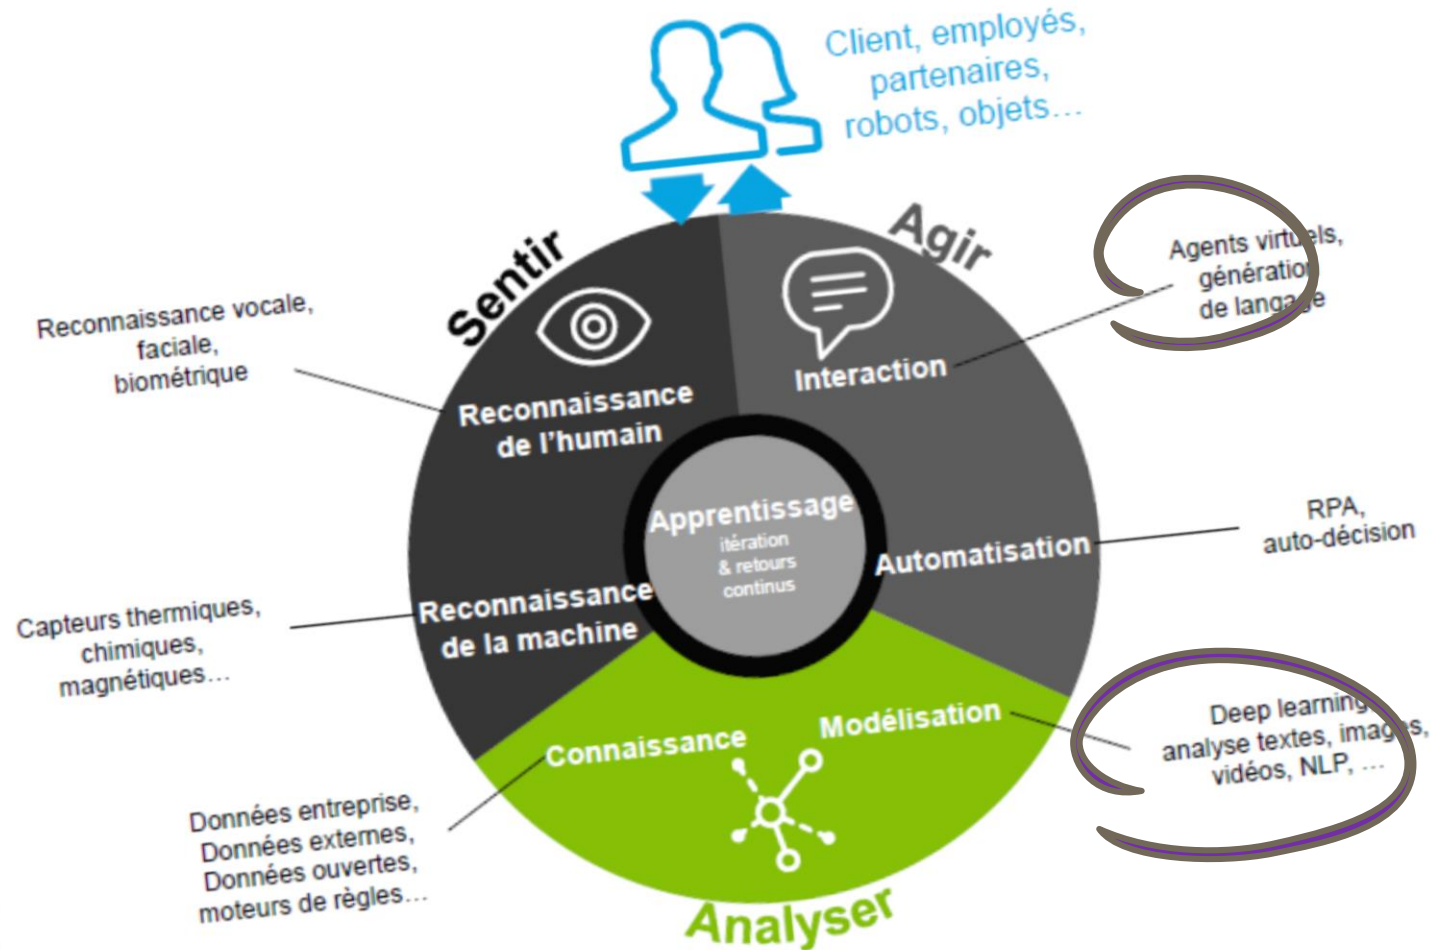 Client, employés,
partenaires,
robots, objets…
Sentir
Agir
Agents virtuels,
génération
de langage
Reconnaissance vocale,
faciale,
biométrique
Interaction
Reconnaissance
de l'humain
Apprentissage
itération
& retours
continus
RPA,
auto-décision
Automatisation
Reconnaissance
de la machine
Capteurs thermiques,
chimiques,
magnétiques…
Modélisation
Deep learning,
analyse textes, images,
vidéos, NLP, …
Connaissance
Données entreprise,
Données externes,
Données ouvertes,
moteurs de règles…
Analyser